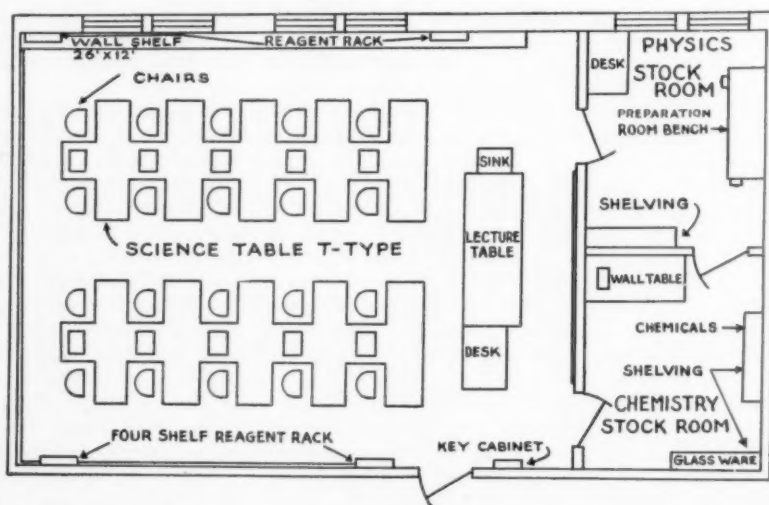 WALL SHELF
26'X12'
REAGENT RACK
CHAIRS
SCIENCE TABLE T-TYPE
SINK
LECTURE
TABLE
DESK
FOUR SHELF REAGENT RACK
KEY CABINET
DESK
PHYSICS
STOCK
ROOM
PREPARATION
ROOM BENCH
SHELVING
WALL TABLE
CHEMICALS
SHELVING
CHEMISTRY
STOCK ROOM
GLASS WARE